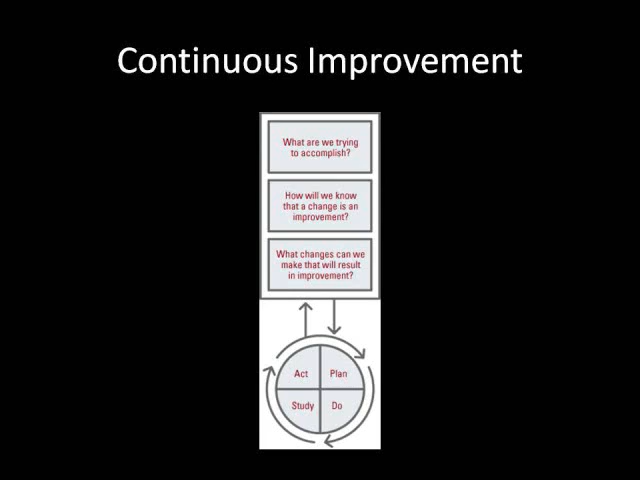 Continuous Improvement
What are we trying
to accomplish?
How will we know
that a change is an
improvement?
What changes can we
make that will result
in improvement?
Act
Plan
Study
Do